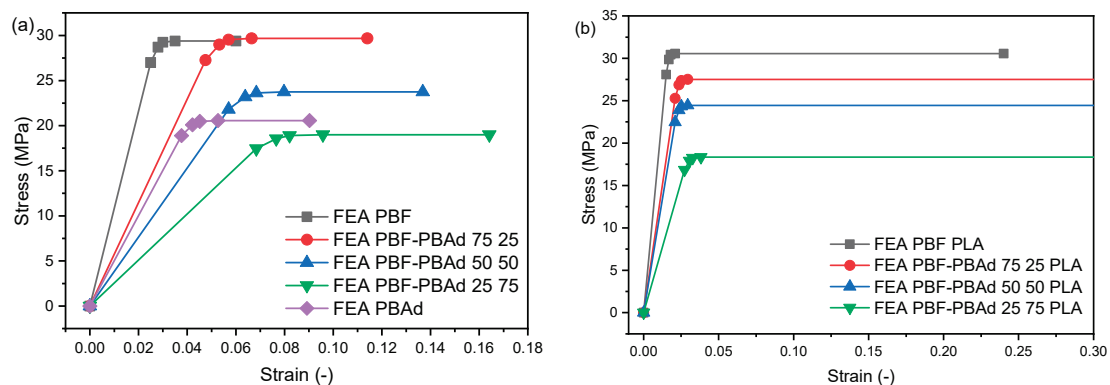 (a)
30
25
20
15
10
5
0
Stress (MPa)
0.00 0.02 0.04 0.06 0.08 0.10 0.12 0.14 0.16 0.18
Strain (-)
FEA PBF
FEA PBF-PBAd 75 25
FEA PBF-PBAd 50 50
FEA PBF-PBAd 25 75
FEA PBAd
(b)
35
30
25
20
15
10
5
0
Stress (MPa)
0.00 0.05 0.10 0.15 0.20 0.25 0.30
Strain (-)
FEA PBF PLA
FEA PBF-PBAd 75 25 PLA
FEA PBF-PBAd 50 50 PLA
FEA PBF-PBAd 25 75 PLA